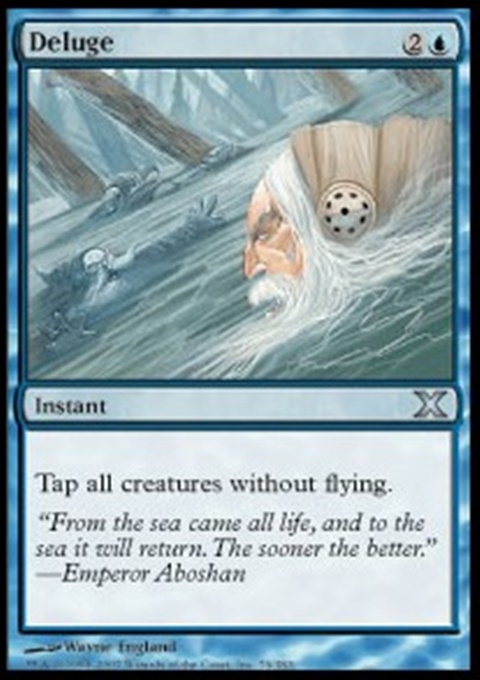 Deluge 2
Instant
Tap all creatures without flying.
"From the sea came all life, and to the
sea it will return. The sooner the better."
—Emperor Aboshan
Wayne England